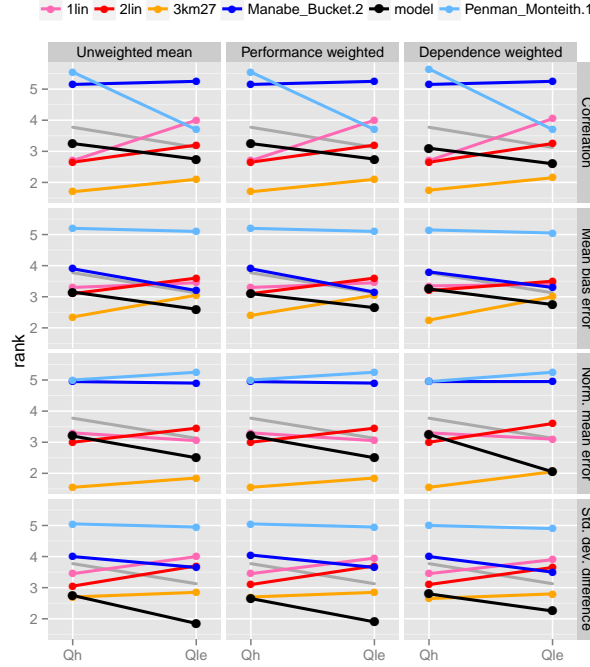 1lin 2lin 3km27 Manabe_Bucket.2 model Penman_Monteith.1
Unweighted mean Performance weighted Dependence weighted
5
4
3
2
Correlation
5
4
3
2
Mean bias error
rank
5
4
3
2
Norm. mean error
5
4
3
2
Std. dev. difference
Qh Qle Qh Qle Qh Qle